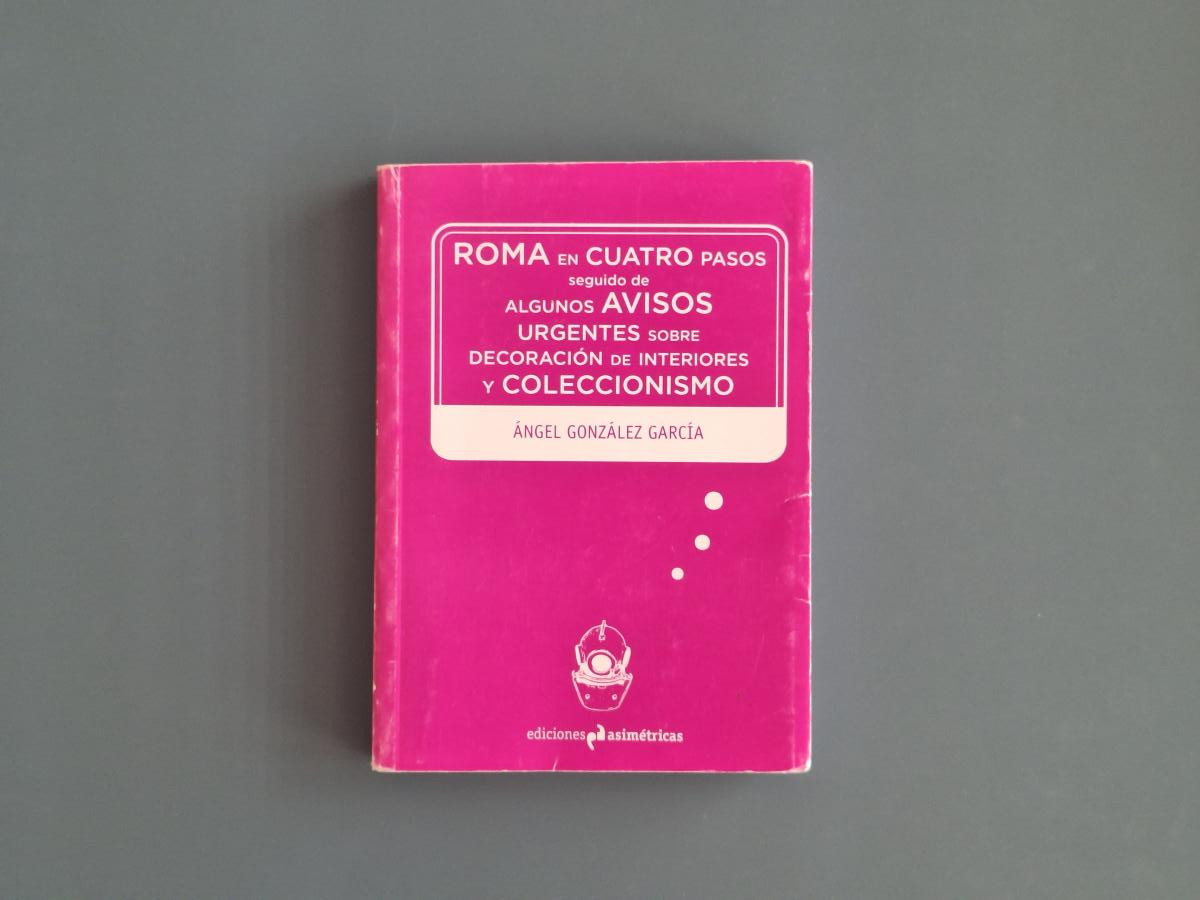 ROMA EN CUATRO PASOS
seguido de
ALGUNOS AVISOS
URGENTES SOBRE
DECORACIÓN DE INTERIORES
Y COLECCIONISMO
ÁNGEL GONZÁLEZ GARCÍA
ediciones asimétricas